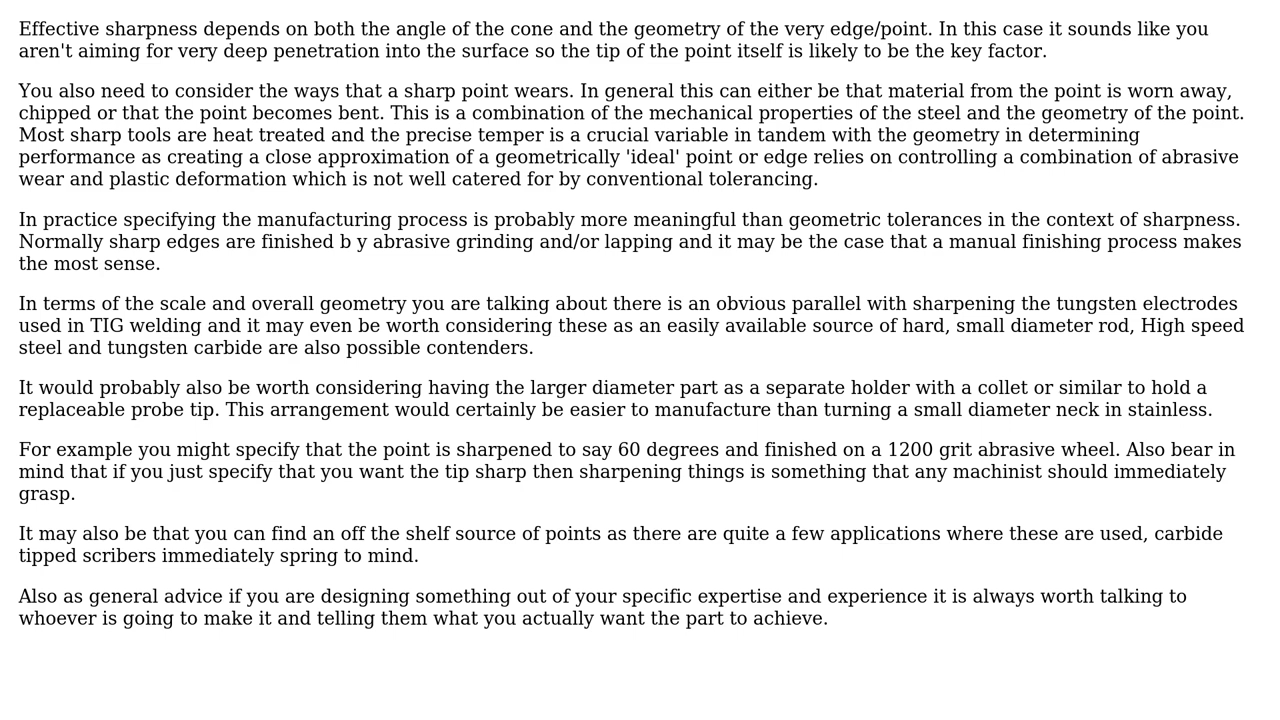 Effective sharpness depends on both the angle of the cone and the geometry of the very edge/point. In this case it sounds like you
aren't aiming for very deep penetration into the surface so the tip of the point itself is likely to be the key factor.
You also need to consider the ways that a sharp point wears. In general this can either be that material from the point is worn away,
chipped or that the point becomes bent. This is a combination of the mechanical properties of the steel and the geometry of the point.
Most sharp tools are heat treated and the precise temper is a crucial variable in tandem with the geometry in determining
performance as creating a close approximation of a geometrically 'ideal' point or edge relies on controlling a combination of abrasive
wear and plastic deformation which is not well catered for by conventional tolerancing.
In practice specifying the manufacturing process is probably more meaningful than geometric tolerances in the context of sharpness.
Normally sharp edges are finished b y abrasive grinding and/or lapping and it may be the case that a manual finishing process makes
the most sense.
In terms of the scale and overall geometry you are talking about there is an obvious parallel with sharpening the tungsten electrodes
used in TIG welding and it may even be worth considering these as an easily available source of hard, small diameter rod, High speed
steel and tungsten carbide are also possible contenders.
It would probably also be worth considering having the larger diameter part as a separate holder with a collet or similar to hold a
replaceable probe tip. This arrangement would certainly be easier to manufacture than turning a small diameter neck in stainless.
For example you might specify that the point is sharpened to say 60 degrees and finished on a 1200 grit abrasive wheel. Also bear in
mind that if you just specify that you want the tip sharp then sharpening things is something that any machinist should immediately
grasp.
It may also be that you can find an off the shelf source of points as there are quite a few applications where these are used, carbide
tipped scribers immediately spring to mind.
Also as general advice if you are designing something out of your specific expertise and experience it is always worth talking to
whoever is going to make it and telling them what you actually want the part to achieve.